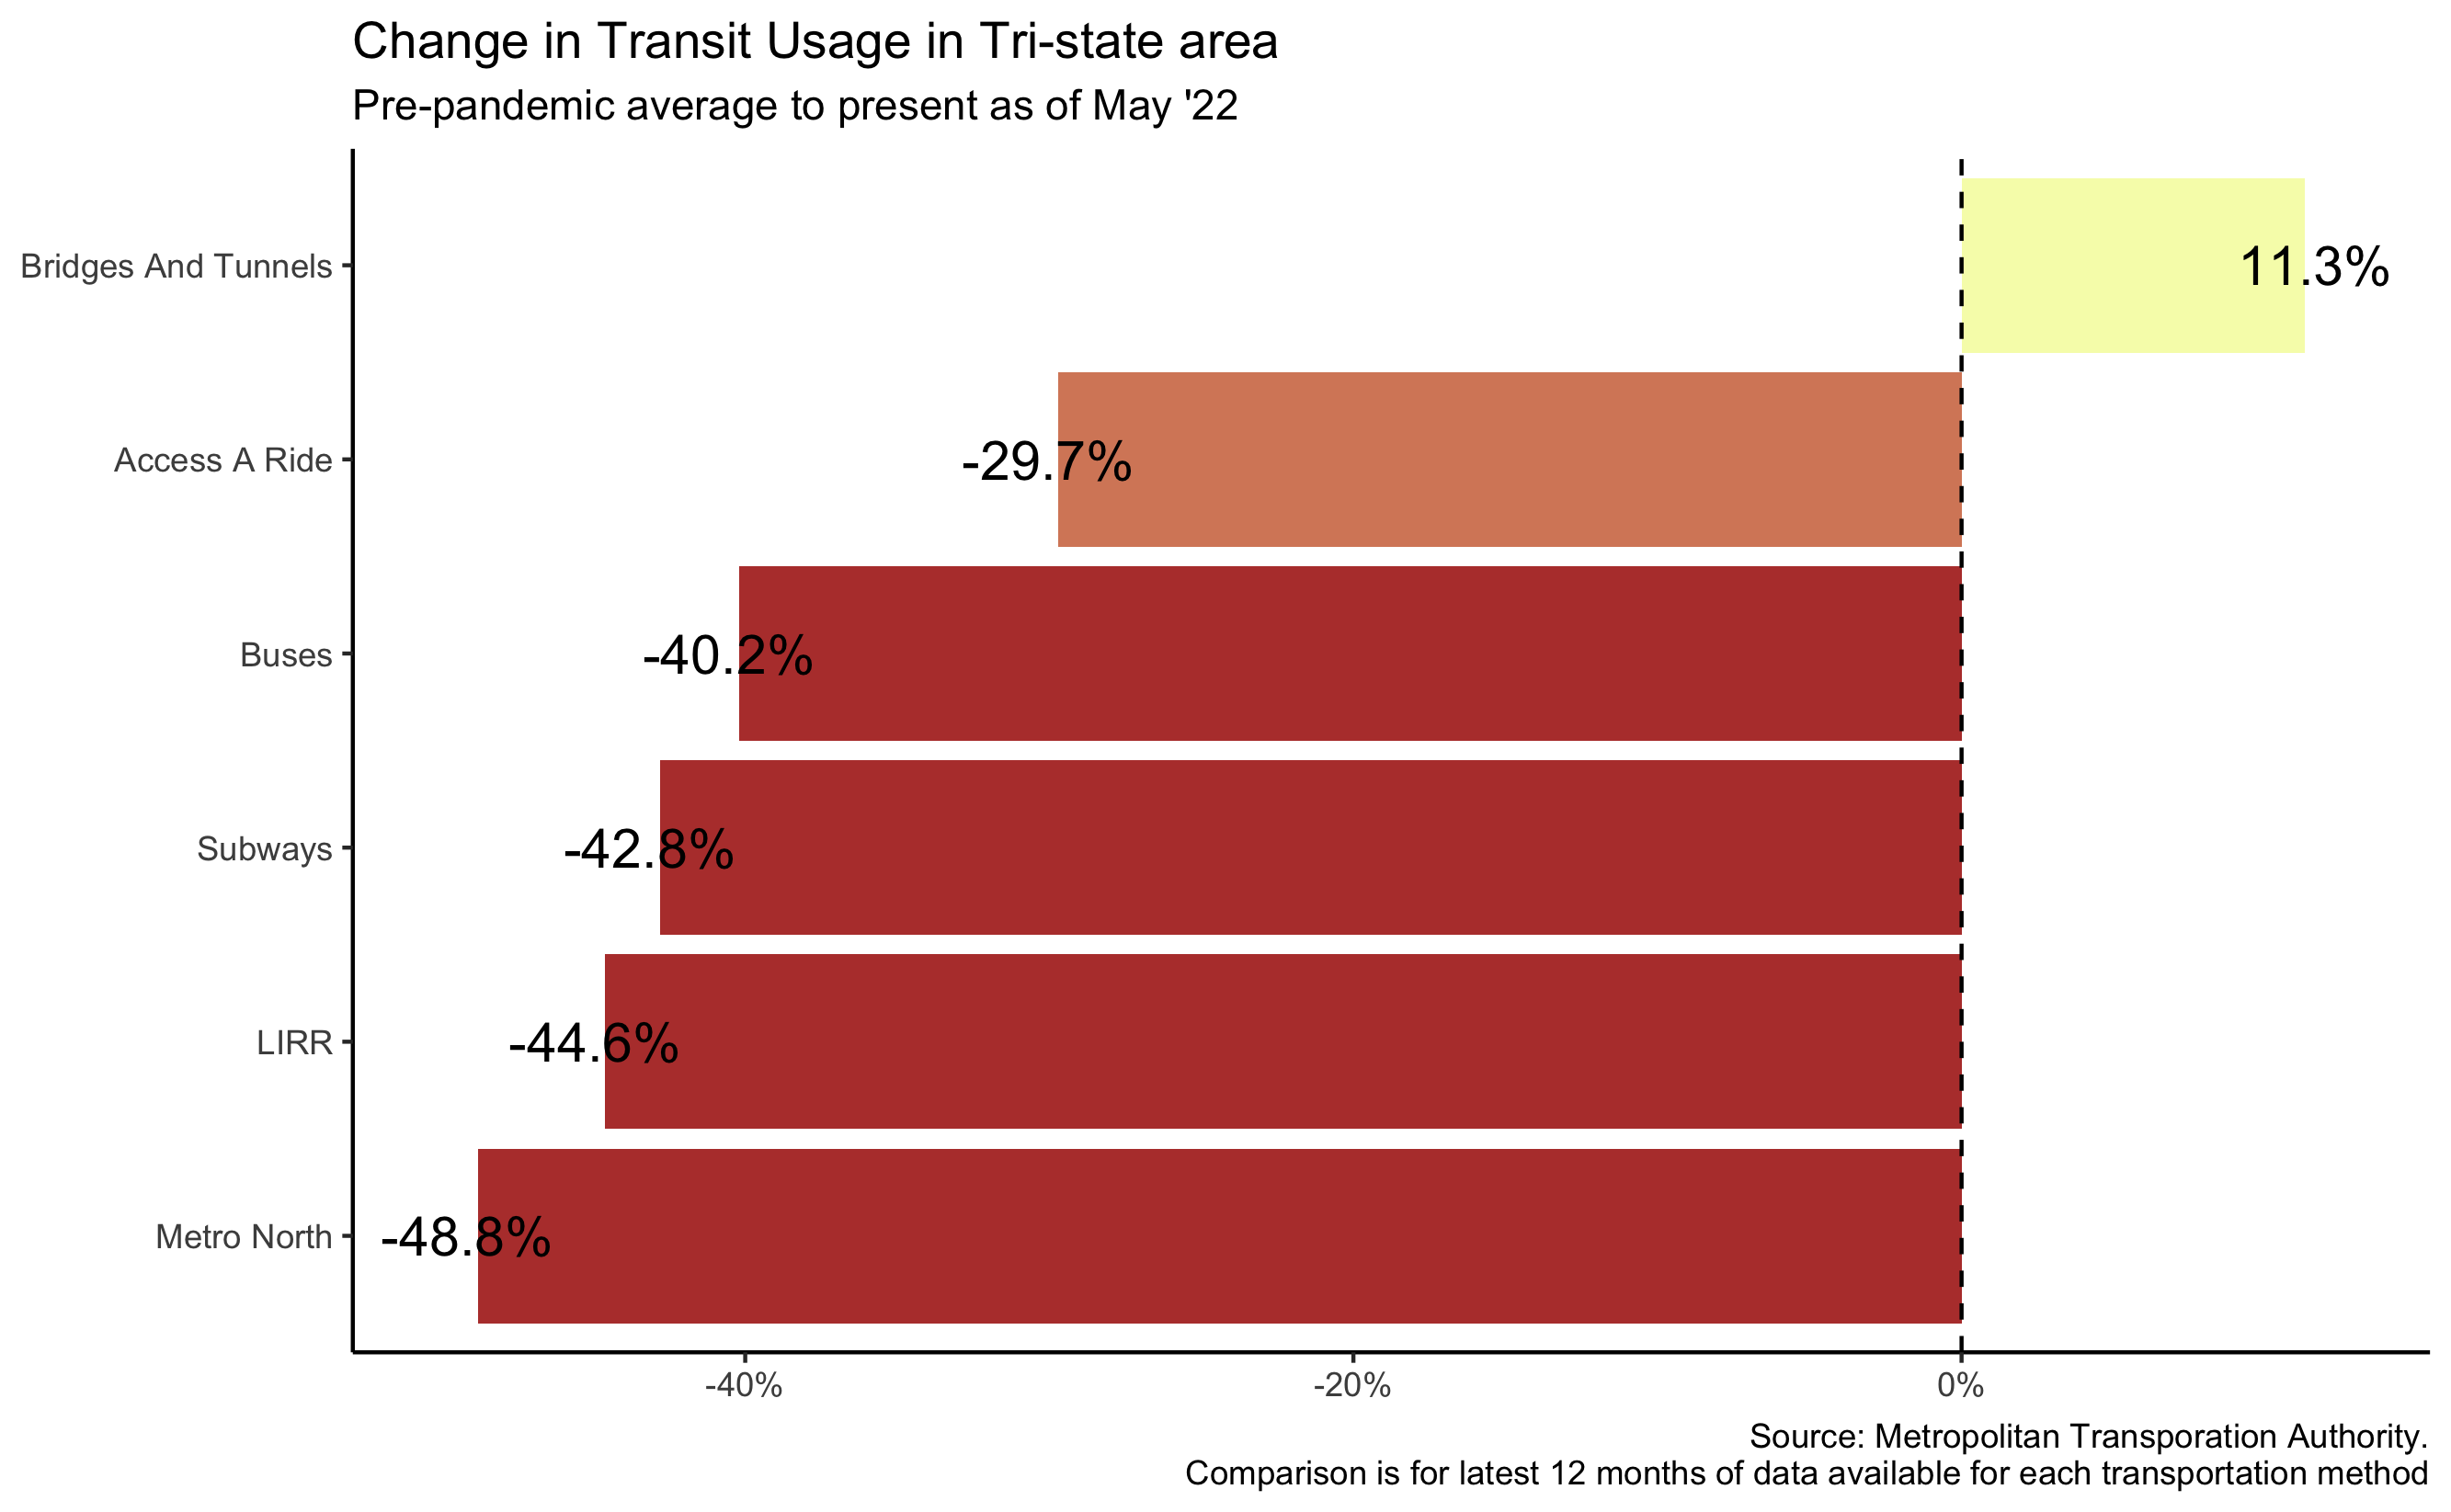 Change in Transit Usage in Tri-state area
Pre-pandemic average to present as of May '22
Bridges And Tunnels
11.3%
Access A Ride
-29.7%
Buses
-40.2%
Subways
-42.8%
LIRR
-44.6%
Metro North
-48.8%
-40%
-20%
0%
Source: Metropolitan Transporation Authority.
Comparison is for latest 12 months of data available for each transportation method